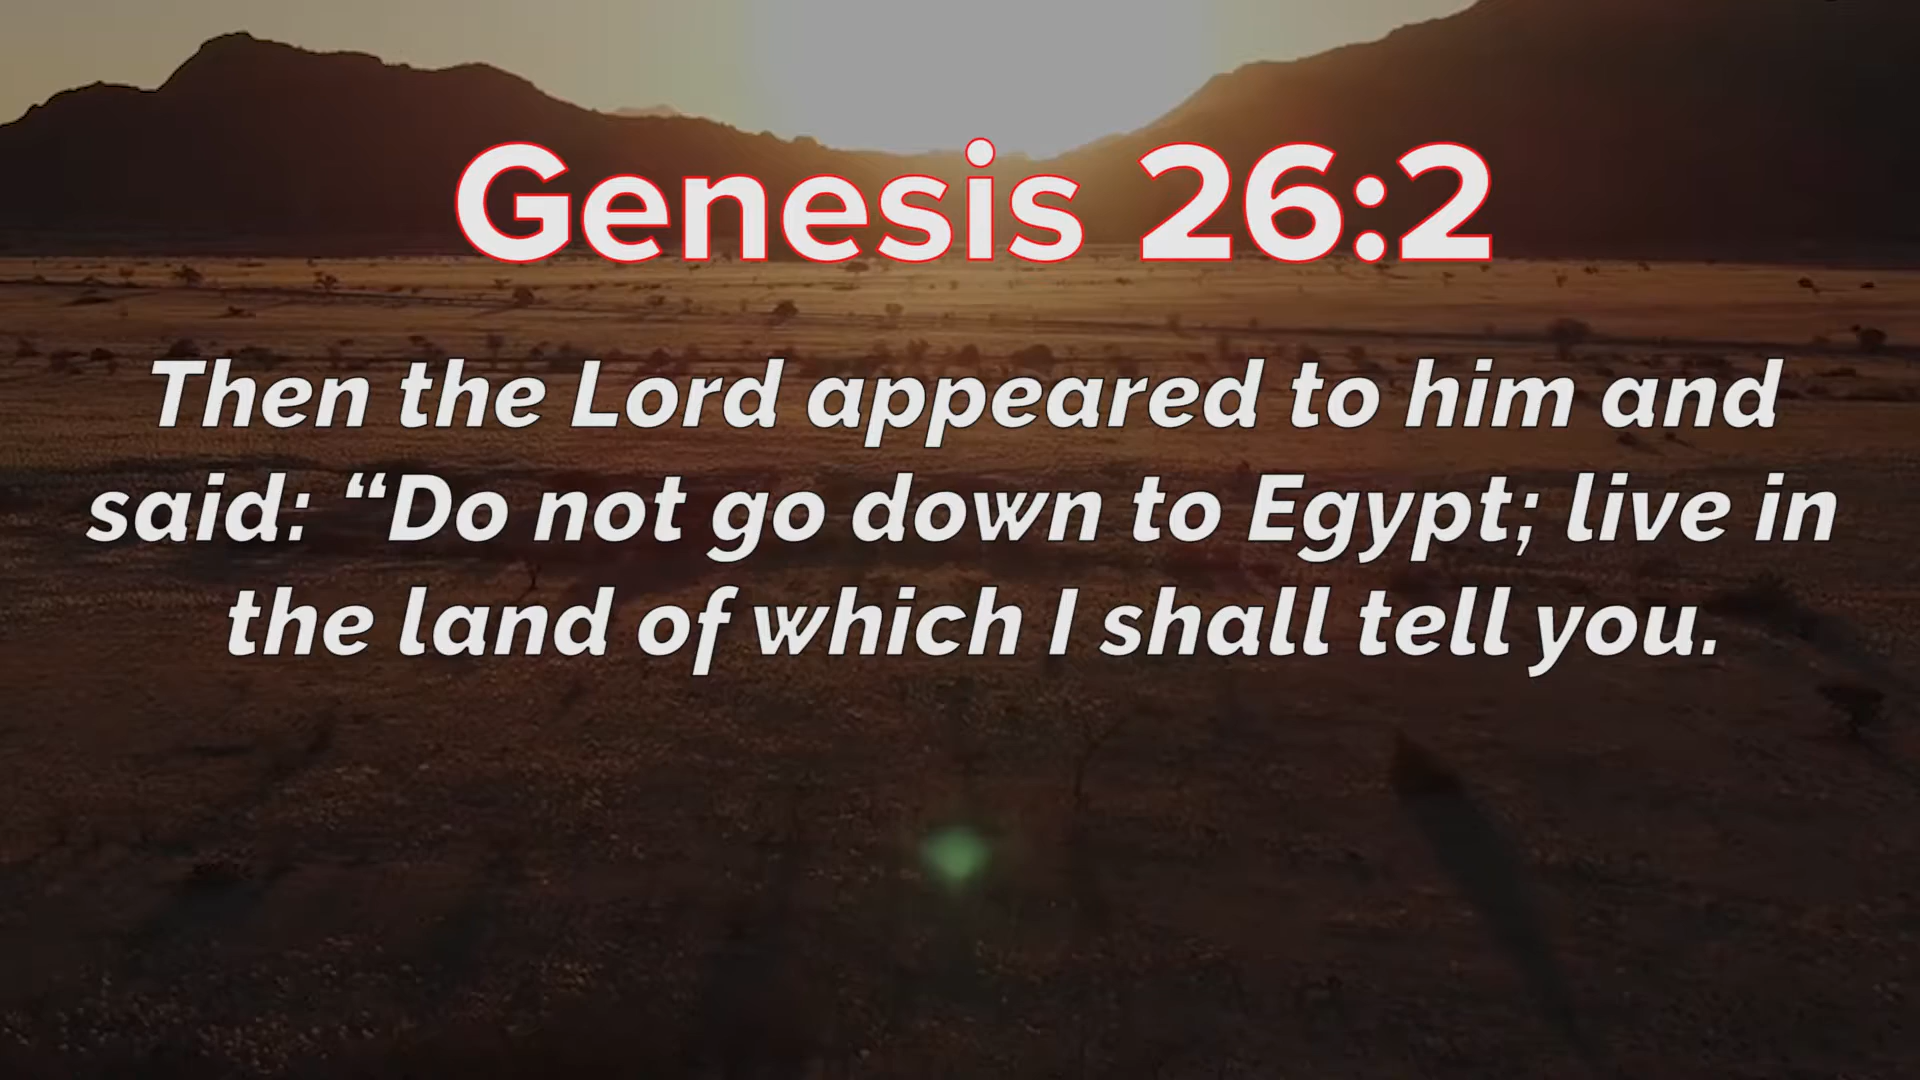 Genesis 26:2
Then the Lord appeared to him and
said: “Do not go down to Egypt; live in
the land of which I shall tell you.